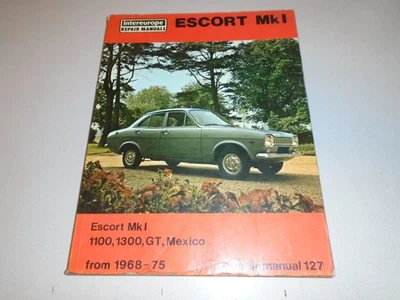 intereurope
REPAIR MANUALS
ESCORT Mk I
Escort Mk I
1100, 1300, GT, Mexico
from 1968-75
manual 127